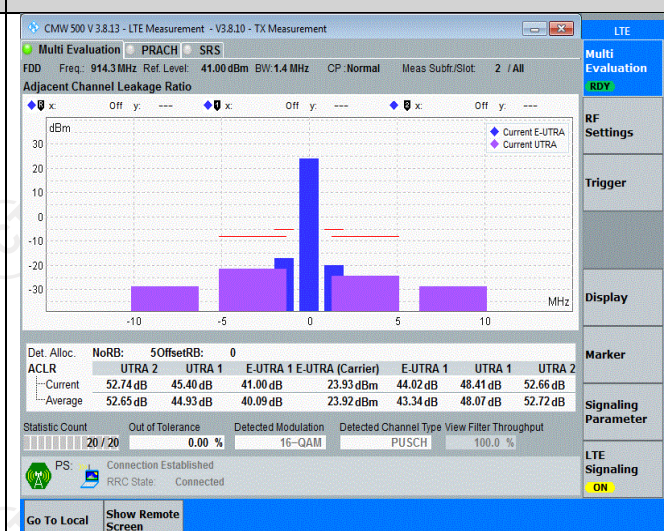 CMW 500 V 3.8.13 - LTE Measurement - V3.8.10 - TX Measurement
LTE
Multi Evaluation PRACH SRS
FDD Freq.: 914.3 MHz Ref. Level: 41.00 dBm BW: 1.4 MHz CP : Normal Meas Subfr./Slot: 2 / All
Adjacent Channel Leakage Ratio
x: Off y: --- x: Off y: --- x: Off y: ---
dBm
Current E-UTRA
Current UTRA
30
20
10
0
-10
-20
-30
MHz
-10 -5 0 5 10
Det. Alloc. NoRB: 5 OffsetRB: 0
ACLR UTRA 2 UTRA 1 E-UTRA 1 E-UTRA (Carrier) E-UTRA 1 UTRA 1 UTRA 2
Current 52.74 dB 45.40 dB 41.00 dB 23.93 dBm 44.02 dB 48.41 dB 52.66 dB
Average 52.65 dB 44.93 dB 40.09 dB 23.92 dBm 43.34 dB 48.07 dB 52.72 dB
Statistic Count Out of Tolerance Detected Modulation Detected Channel Type View Filter Throughput
20 / 20 0.00 % 16-QAM PUSCH 100.0 %
PS: Connection Established
RRC State: Connected
Multi
Evaluation
RDY
RF
Settings
Trigger
Display
Marker
Signaling
Parameter
LTE
Signaling
ON
Go To Local
Show Remote
Screen